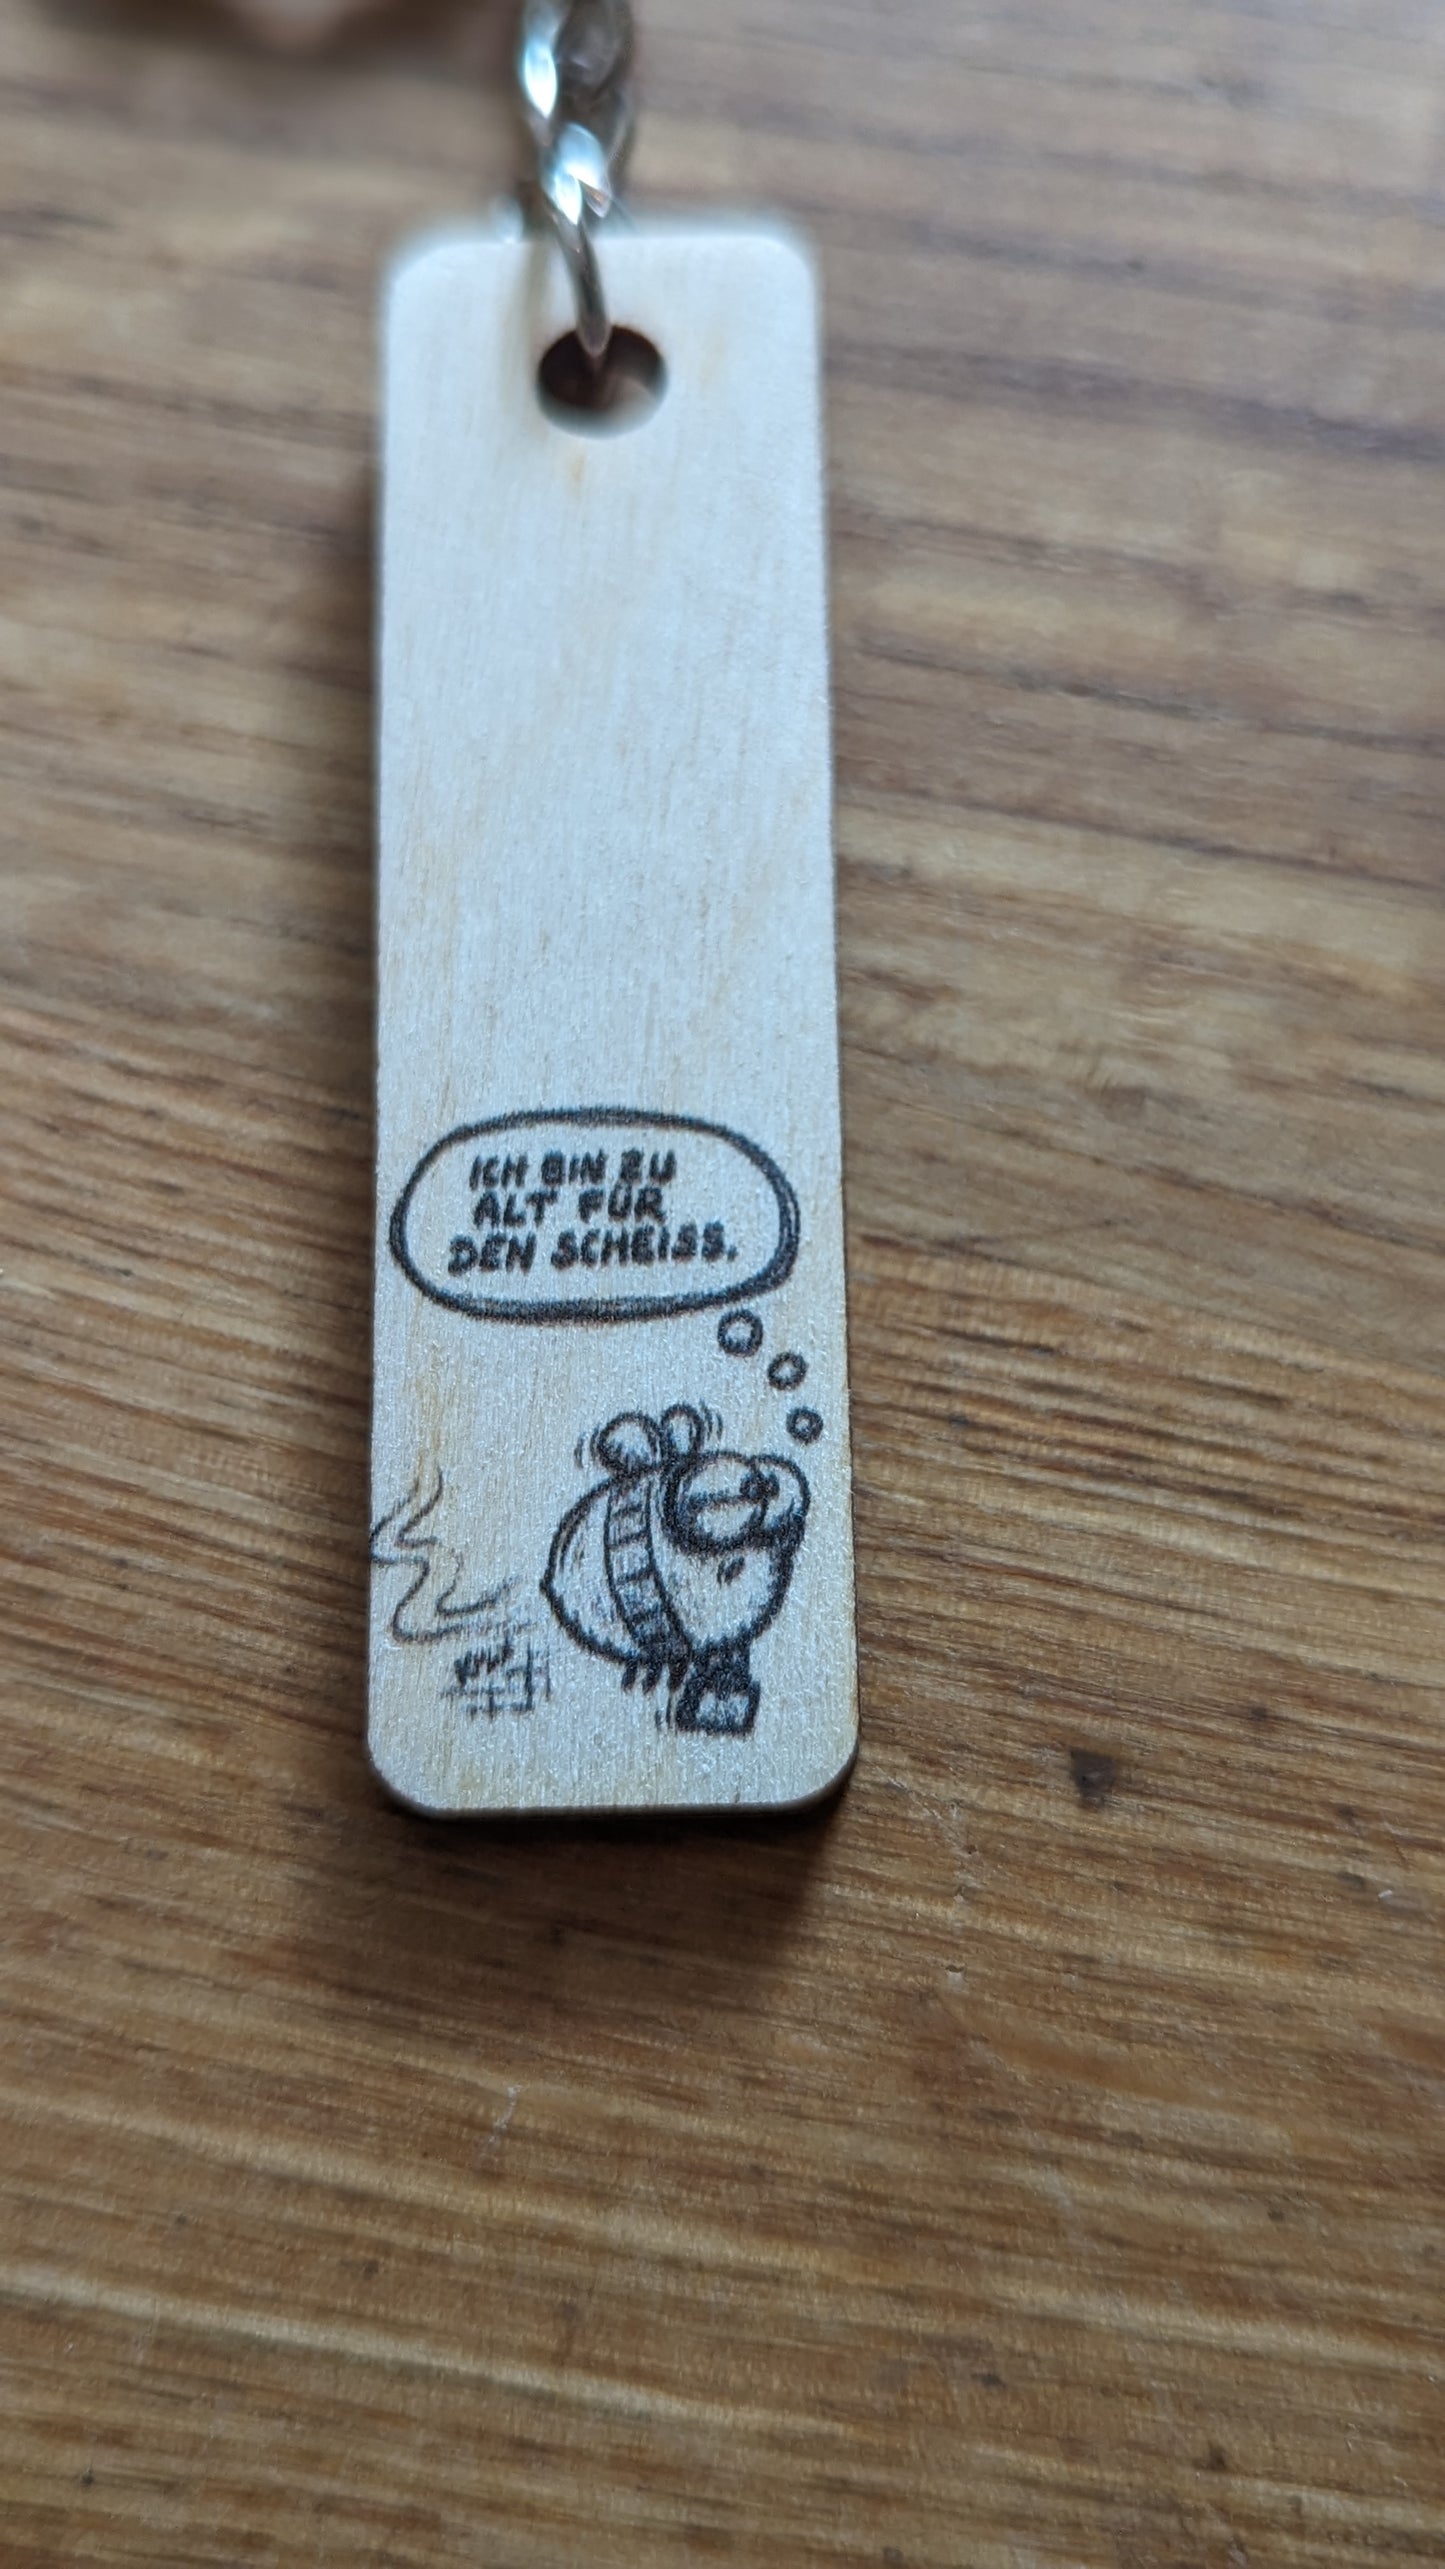 ICH BIN ZU
ALT FÜR
DEN SCHEISS.